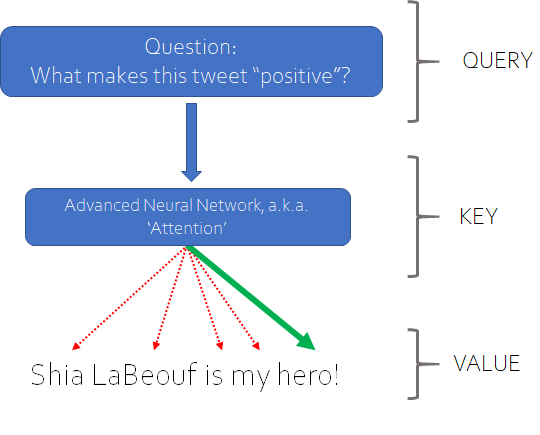 Question:
What makes this tweet “positive”?
QUERY
Advanced Neural Network, a.k.a.
‘Attention’
KEY
Shia LaBeouf is my hero!
VALUE